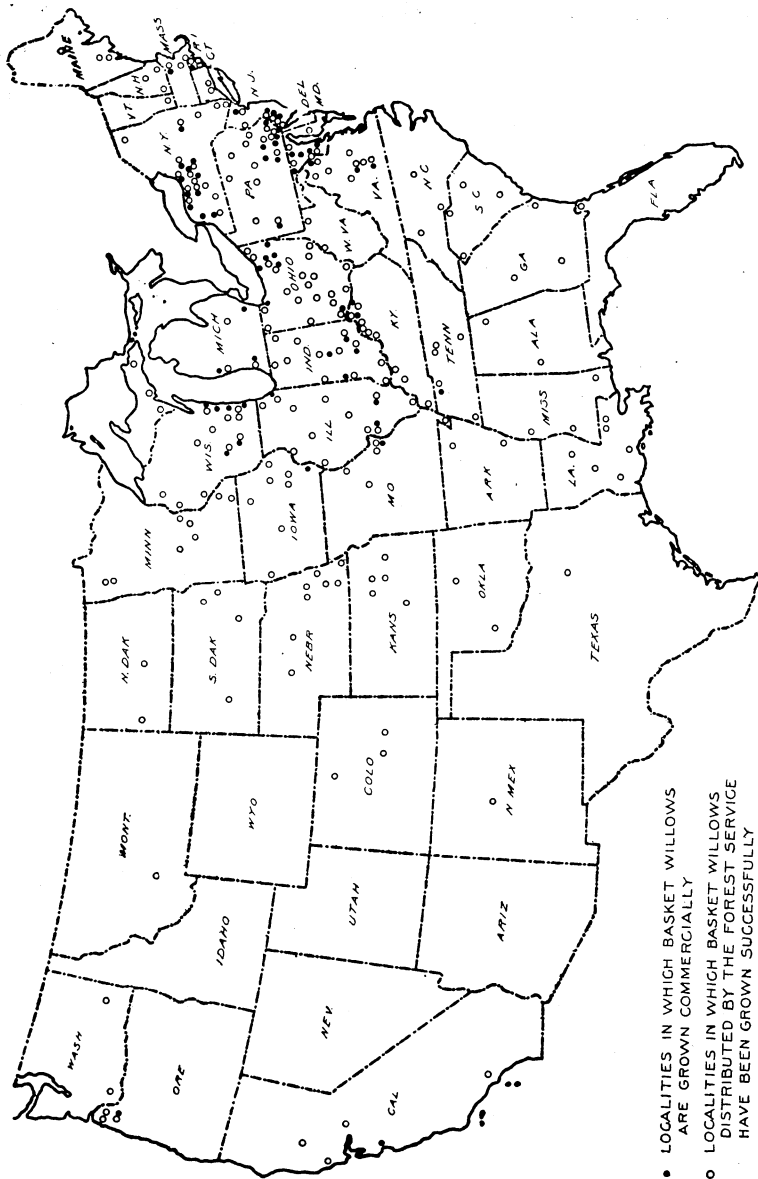 WASH
ORE
CAL
NEV.
IDAHO
MONT.
WYO
UTAH
ARIZ
COLO
N MEX
N. DAK
S. DAK
NEBR
KANS
OKLA
TEXAS
MINN
IOWA
MO
ARK
LA.
WIS.
ILL
MICH
IND.
OHIO
KY.
TENN
MISS
ALA
GA
FLA
S C
N C
VA.
W. VA
PA
N.Y.
VT.
N H
MAINE
MASS
R I
CT
N.J.
DEL
MD.
• LOCALITIES IN WHICH BASKET WILLOWS
ARE GROWN COMMERCIALLY
○ LOCALITIES IN WHICH BASKET WILLOWS
DISTRIBUTED BY THE FOREST SERVICE
HAVE BEEN GROWN SUCCESSFULLY